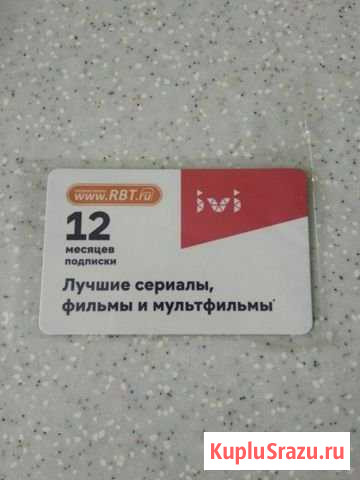 www.RBT.ru
ivi
12
месяцев
подписки
Лучшие сериалы,
фильмы и мультфильмы*
KupluSrazu.ru